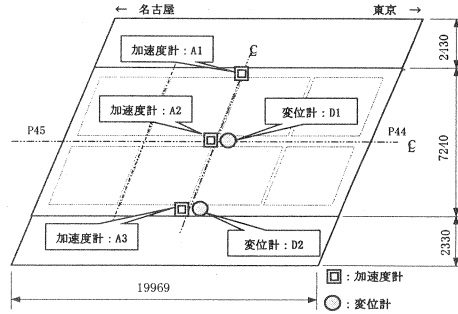 ← 名古屋
東京 →
加速度計：A1
℄
2430
加速度計：A2
変位計：D1
P45
P44
℄
7240
加速度計：A3
変位計：D2
2330
19969
：加速度計
：変位計